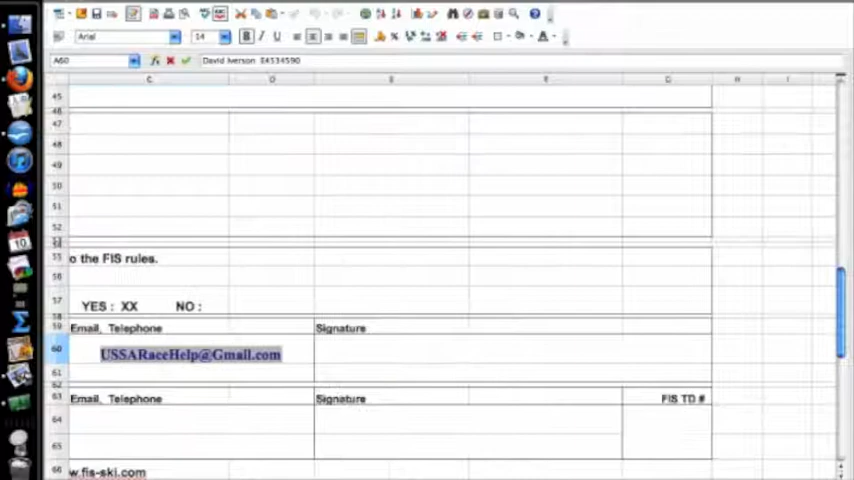 Arial
14
B I U
A60
David Iverson E4534590
C D E F G H I
45
46
47
48
49
50
51
52
55
o the FIS rules.
56
57
YES : XX NO :
58
59
Email, Telephone Signature
60
USSARaceHelp@Gmail.com
61
62
63
Email, Telephone Signature FIS TD #
64
65
66
w.fis-ski.com